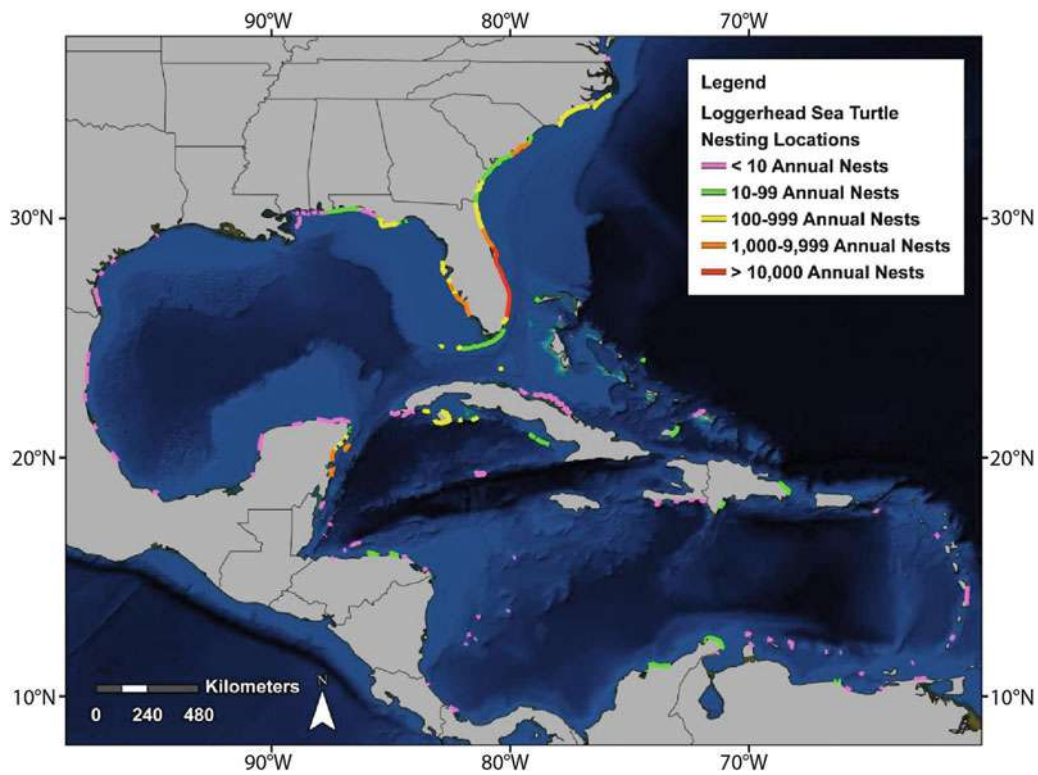 90°W 80°W 70°W
Legend
Loggerhead Sea Turtle
Nesting Locations
< 10 Annual Nests
10-99 Annual Nests
100-999 Annual Nests
1,000-9,999 Annual Nests
> 10,000 Annual Nests
30°N 30°N
20°N 20°N
10°N 10°N
Kilometers
0 240 480
N
90°W 80°W 70°W